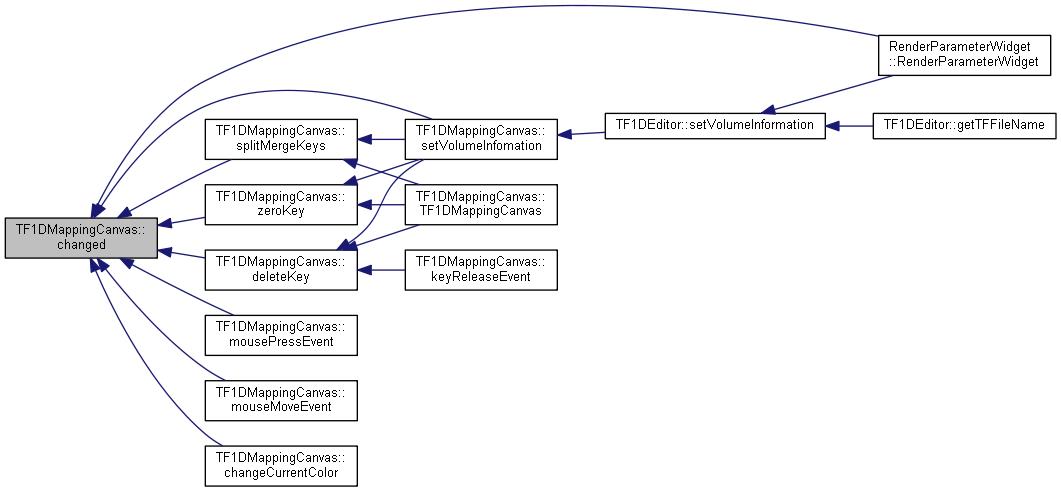 RenderParameterWidget
::RenderParameterWidget
TF1DMappingCanvas::
splitMergeKeys
TF1DMappingCanvas::
setVolumeInfomation
TF1DEditor::setVolumeInformation
TF1DEditor::getTFFileName
TF1DMappingCanvas::
zeroKey
TF1DMappingCanvas::
TF1DMappingCanvas
TF1DMappingCanvas::
changed
TF1DMappingCanvas::
deleteKey
TF1DMappingCanvas::
keyReleaseEvent
TF1DMappingCanvas::
mousePressEvent
TF1DMappingCanvas::
mouseMoveEvent
TF1DMappingCanvas::
changeCurrentColor